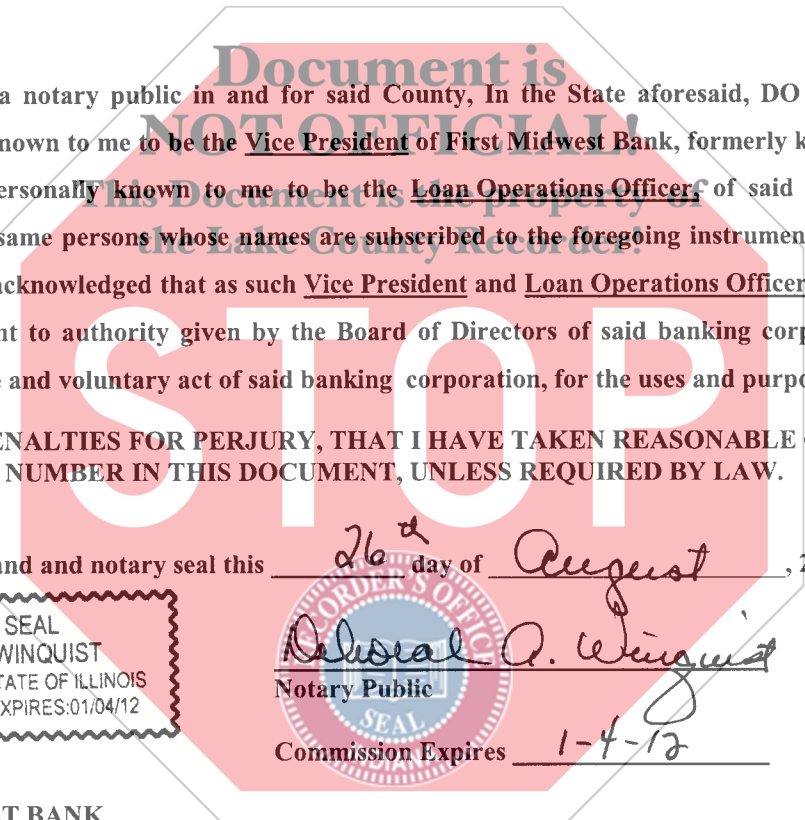 Document is
a notary public in and for said County, In the State aforesaid, DO
NOT OFFICIAL!
nown to me to be the Vice President of First Midwest Bank, formerly k
This Document is the property of
ersonally known to me to be the Loan Operations Officer, of said
the Lake County Recorder!
same persons whose names are subscribed to the foregoing instrumen
acknowledged that as such Vice President and Loan Operations Officer
nt to authority given by the Board of Directors of said banking corp
STOP
e and voluntary act of said banking corporation, for the uses and purpo
ENALTIES FOR PERJURY, THAT I HAVE TAKEN REASONABLE
NUMBER IN THIS DOCUMENT, UNLESS REQUIRED BY LAW.
and and notary seal this 26th day of August, 2
RECORDER'S OFFICE
SEAL
WINQUIST
TATE OF ILLINOIS
XPIRES:01/04/12
Deborah A. Winquist
Notary Public
SEAL
INDIANA
Commission Expires 1-4-12
ST BANK